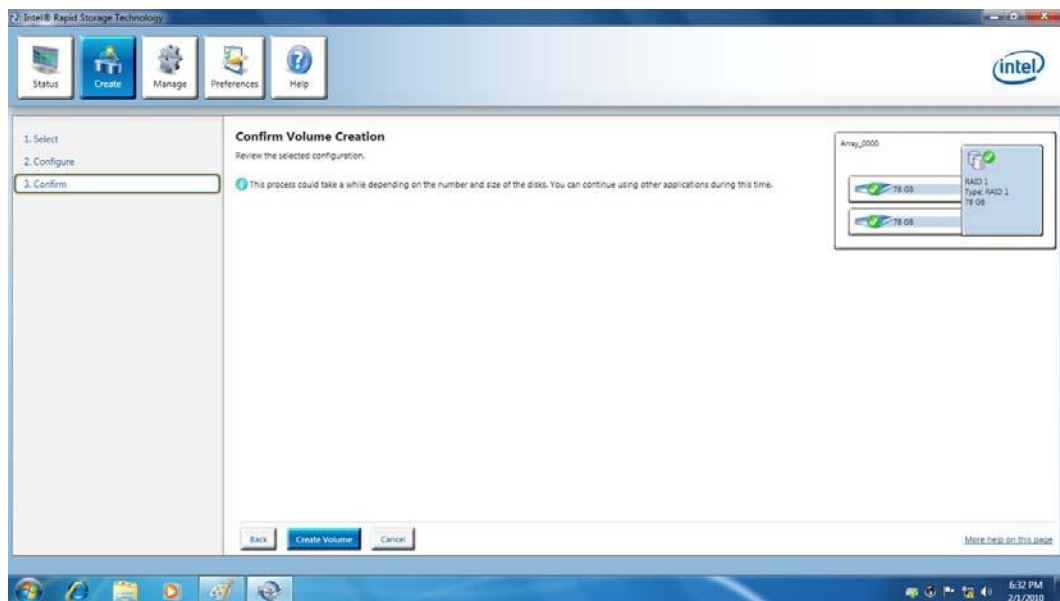 Intel® Rapid Storage Technology
Status
Create
Manage
Preferences
Help
intel
1. Select
2. Configure
3. Confirm
Confirm Volume Creation
Review the selected configuration.
This process could take a while depending on the number and size of the disks. You can continue using other applications during this time.
Array_0000
RAID 1
Type: RAID 1
78 GB
78 GB
78 GB
Back
Create Volume
Cancel
More help on this page
6:32 PM
2/1/2010